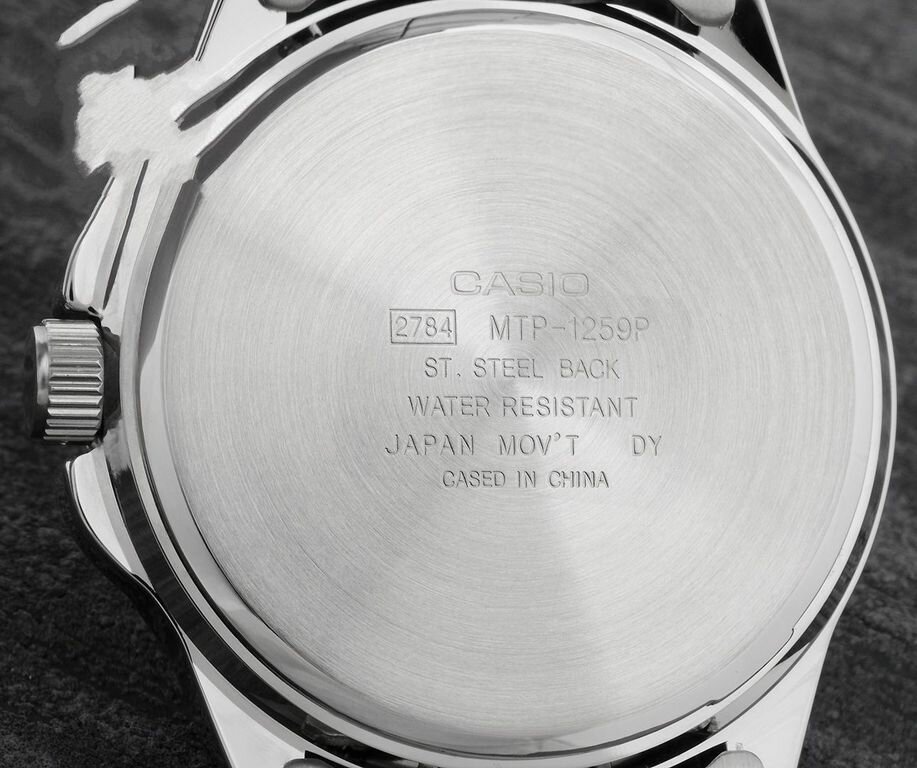 CASIO
2784 MTP-1259P
ST. STEEL BACK
WATER RESISTANT
JAPAN MOV'T DY
CASED IN CHINA